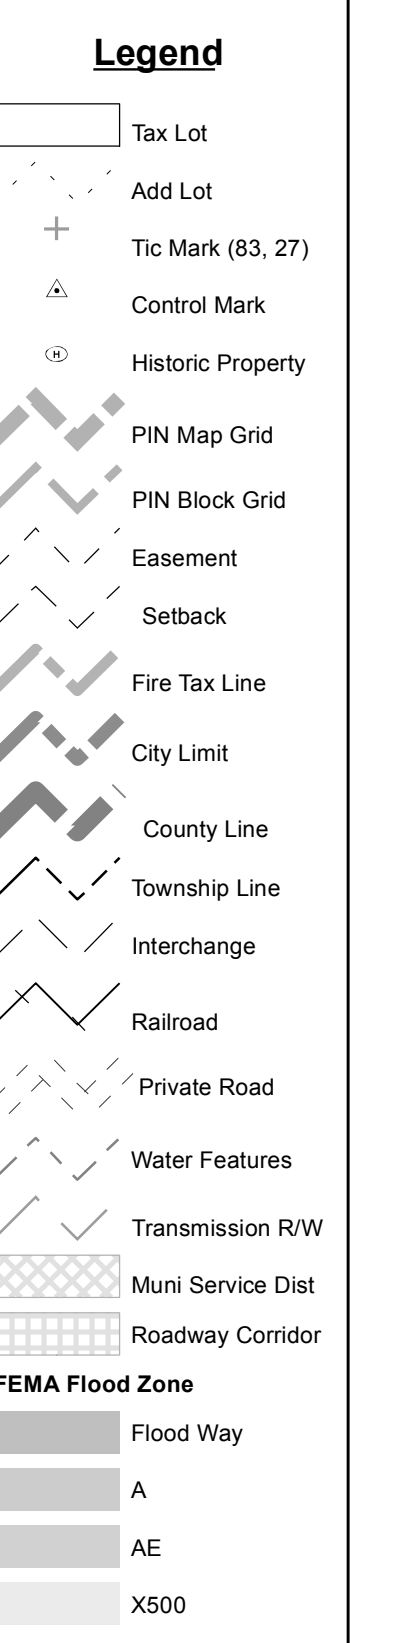 Legend
Tax Lot
Add Lot
Tic Mark (83, 27)
Control Mark
H
Historic Property
PIN Map Grid
PIN Block Grid
Easement
Setback
Fire Tax Line
City Limit
County Line
Township Line
Interchange
Railroad
Private Road
Water Features
Transmission R/W
Muni Service Dist
Roadway Corridor
FEMA Flood Zone
Flood Way
A
AE
X500